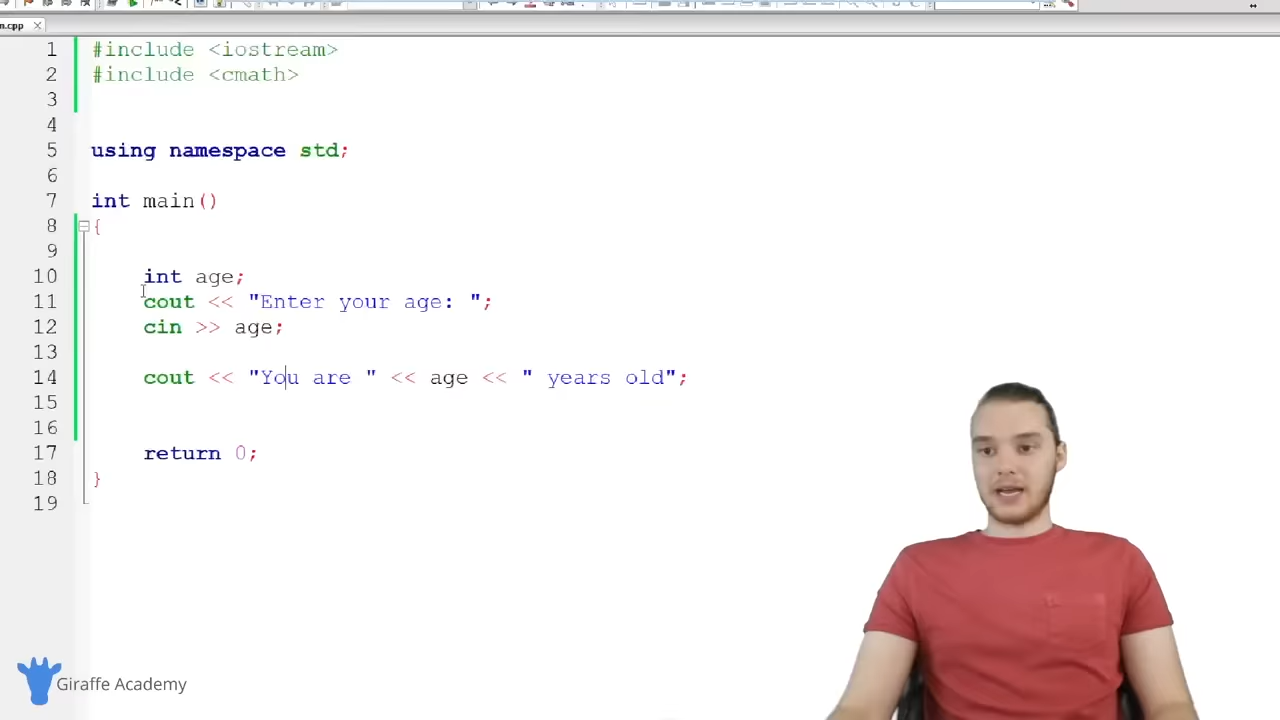 n.cpp
1 #include <iostream>
2 #include <cmath>
3
4
5 using namespace std;
6
7 int main()
8 {
9
10 int age;
11 cout << "Enter your age: ";
12 cin >> age;
13
14 cout << "You are " << age << " years old";
15
16
17 return 0;
18 }
19
Giraffe Academy